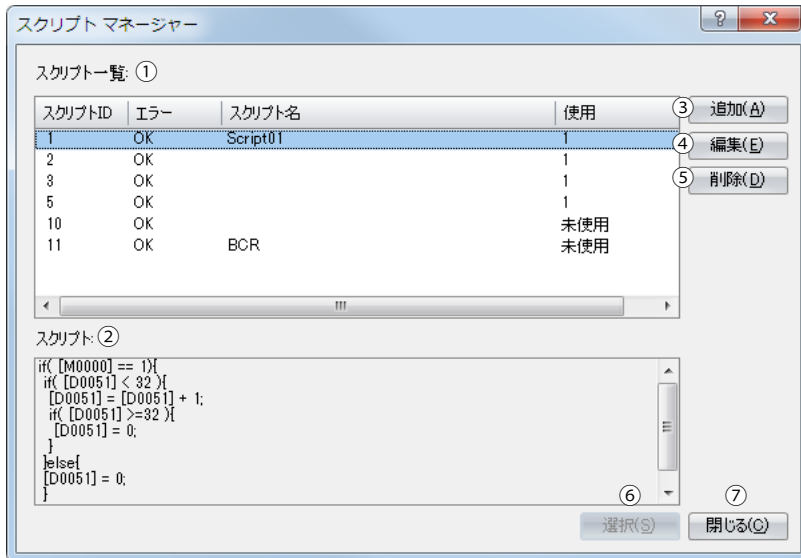 スクリプト マネージャー
スクリプト一覧: ①
スクリプトID エラー スクリプト名 使用
1 OK Script01 1
2 OK 1
3 OK 1
5 OK 1
10 OK 未使用
11 OK BCR 未使用
③ 追加(A)
④ 編集(E)
⑤ 削除(D)
スクリプト: ②
if( [M0000] == 1){
if( [D0051] < 32 ){
[D0051] = [D0051] + 1;
if( [D0051] >=32 ){
[D0051] = 0;
}
}else{
[D0051] = 0;
}
⑥ ⑦
選択(S) 閉じる(C)